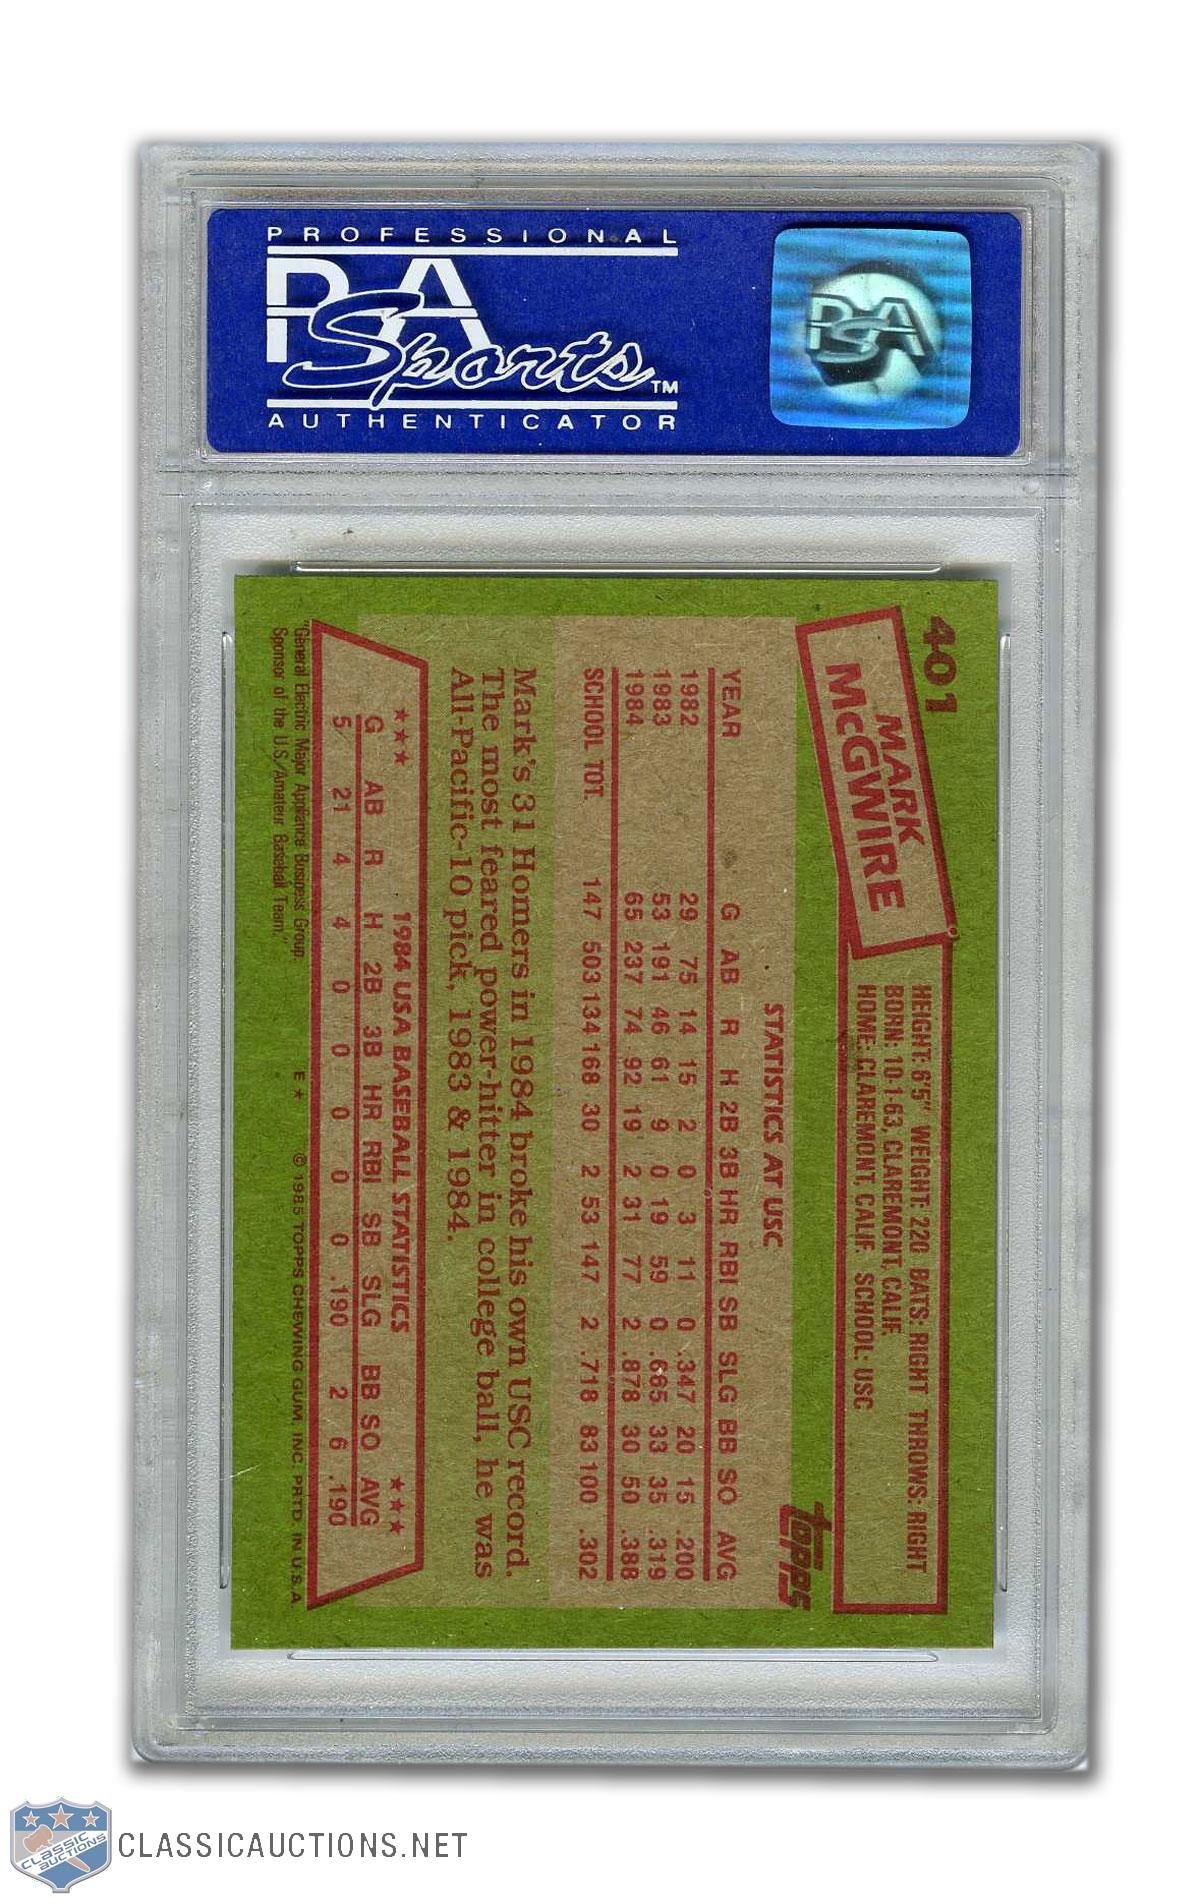 PROFESSIONAL
PSA
Sports™
AUTHENTICATOR
PSA
401
MARK
McGWIRE
HEIGHT: 6'5" WEIGHT: 220 BATS: RIGHT THROWS: RIGHT
BORN: 10-1-63, CLAREMONT, CALIF.
HOME: CLAREMONT, CALIF. SCHOOL: USC
topps
STATISTICS AT USC
YEAR G AB R H 2B 3B HR RBI SB SLG BB SO AVG
1982 29 75 14 15 2 0 3 11 0 .347 20 15 .200
1983 53 191 46 61 9 0 19 59 0 .665 33 35 .319
1984 65 237 74 92 19 2 31 77 2 .878 30 50 .388
SCHOOL TOT. 147 503 134 168 30 2 53 147 2 .718 83 100 .302
Mark's 31 Homers in 1984 broke his own USC record.
The most feared power-hitter in college ball, he was
All-Pacific-10 pick, 1983 & 1984.
★★★ 1984 USA BASEBALL STATISTICS ★★★
G AB R H 2B 3B HR RBI SB SLG BB SO AVG
5 21 4 4 0 0 0 0 0 .190 2 6 .190
"General Electric Major Appliance Business Group.
Sponsor of the U.S./Amateur Baseball Team."
E ★ © 1985 TOPPS CHEWING GUM, INC. PRTD. IN U.S.A
CLASSIC
AUCTIONS
CLASSICAUCTIONS.NET